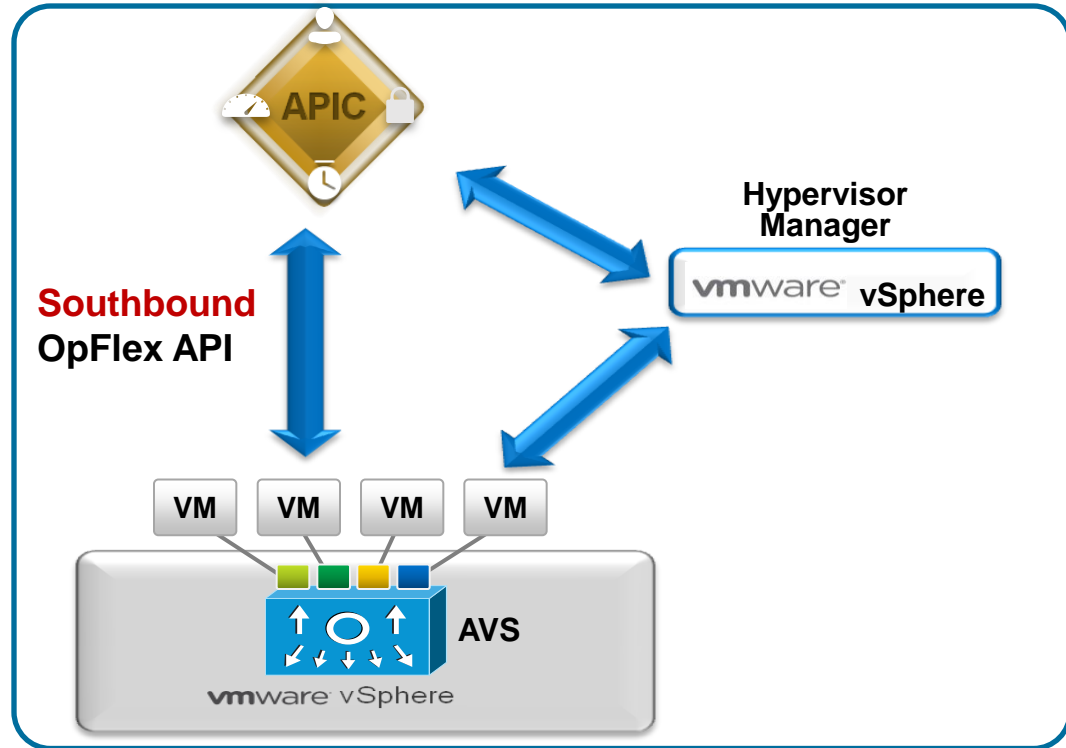 APIC
Hypervisor
Manager
vmware vSphere
Southbound
OpFlex API
VM VM VM VM
AVS
vmware vSphere